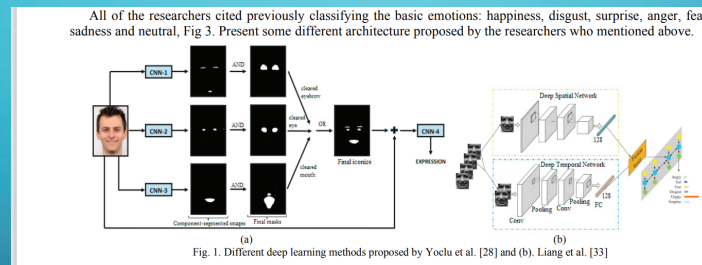 All of the researchers cited previously classifying the basic emotions: happiness, disgust, surprise, anger, fea
sadness and neutral, Fig 3. Present some different architecture proposed by the researchers who mentioned above.
CNN-1
AND
cleared
eyebrow
CNN-2
AND
cleared
eye
OR
Final iconize
+
CNN-4
EXPRESSION
CNN-3
AND
cleared
mouth
Component-segmented images
Final masks
(a)
Deep Spatial Network
128
Deep Temporal Network
Conv
Pooling
Conv
Pooling
FC
128
(b)
Fig. 1. Different deep learning methods proposed by Yoclu et al. [28] and (b). Liang et al. [33]